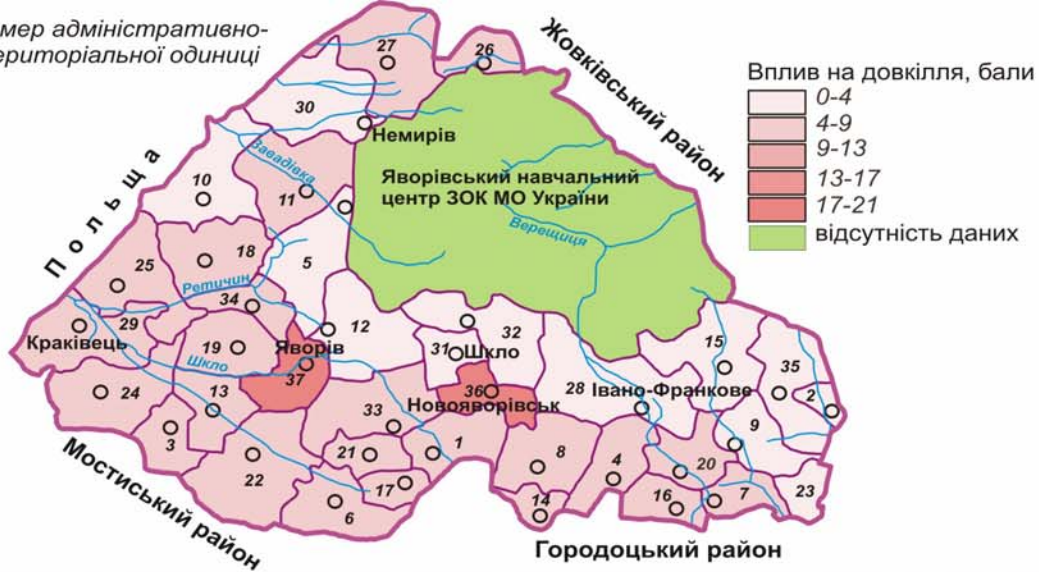 мер адміністративно-
ериторіальної одиниці
Вплив на довкілля, бали
0-4
4-9
9-13
13-17
17-21
відсутність даних
Жовківський район
Польща
Мостиський район
Городоцький район
27
26
30
Немирів
Завадівка
Яворівський навчальний
центр ЗОК МО України
Верещиця
10
11
18
5
25
Ретичин
34
29
Краківець
12
32
15
19
Яворів
31
Шкло
35
Шкло
37
28
Івано-Франкове
24
13
36
Новояворівськ
2
33
9
3
21
1
8
4
20
22
17
16
7
23
6
14